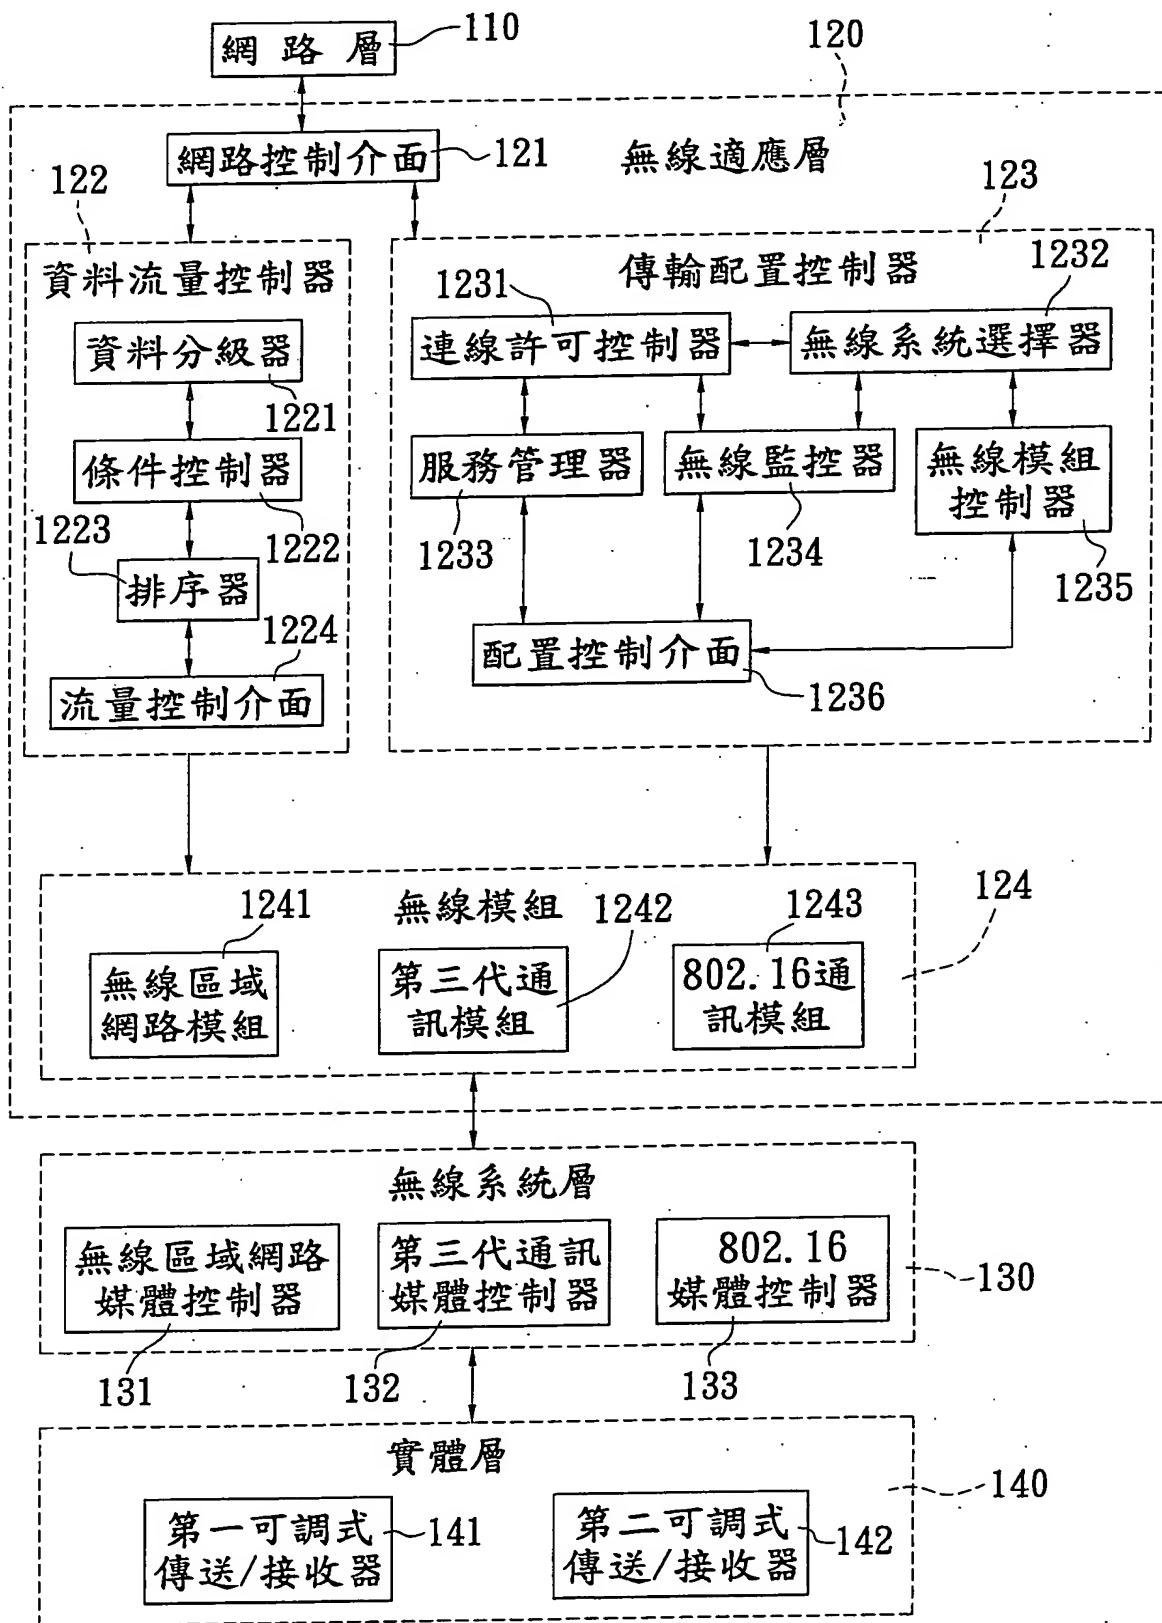 網路層
110
120
網路控制介面
121
無線適應層
122
123
資料流量控制器
傳輸配置控制器
1231
1232
資料分級器
連線許可控制器
無線系統選擇器
1221
條件控制器
服務管理器
無線監控器
無線模組
控制器
1223
1222
1233
1234
1235
排序器
1224
配置控制介面
流量控制介面
1236
1241
無線模組
1242
1243
124
無線區域
網路模組
第三代通
訊模組
802.16通
訊模組
無線系統層
無線區域網路
媒體控制器
第三代通訊
媒體控制器
802.16
媒體控制器
130
131
132
133
實體層
140
第一可調式
傳送/接收器
141
第二可調式
傳送/接收器
142